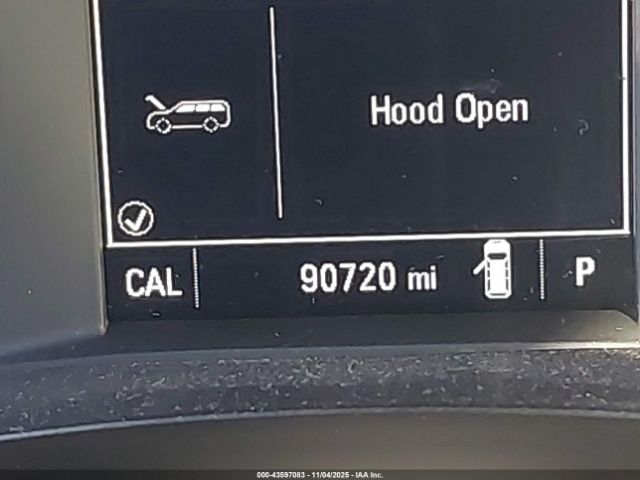 Hood Open
CAL 90720 mi P
000-43597083 - 11/04/2025 - IAA Inc.